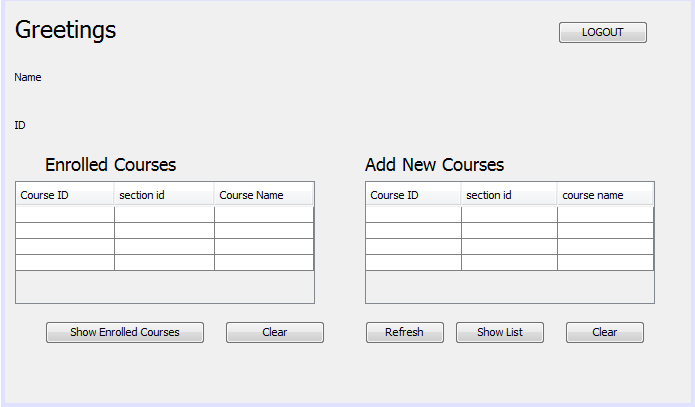 Greetings
LOGOUT
Name
ID
Enrolled Courses
Add New Courses
Course ID section id Course Name
Course ID section id course name
Show Enrolled Courses
Clear
Refresh
Show List
Clear